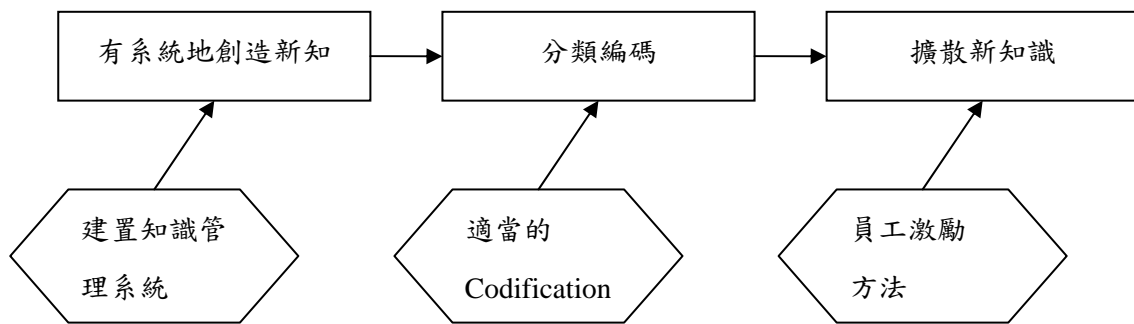 有系統地創造新知
分類編碼
擴散新知識
建置知識管
理系統
適當的
Codification
員工激勵
方法